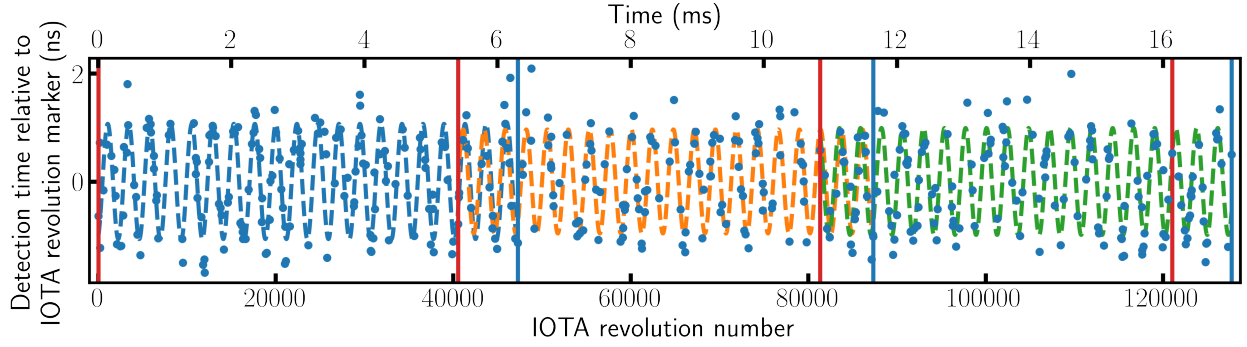 Time (ms)
0 2 4 6 8 10 12 14 16
Detection time relative to
IOTA revolution marker (ns)
2
0
0 20000 40000 60000 80000 100000 120000
IOTA revolution number